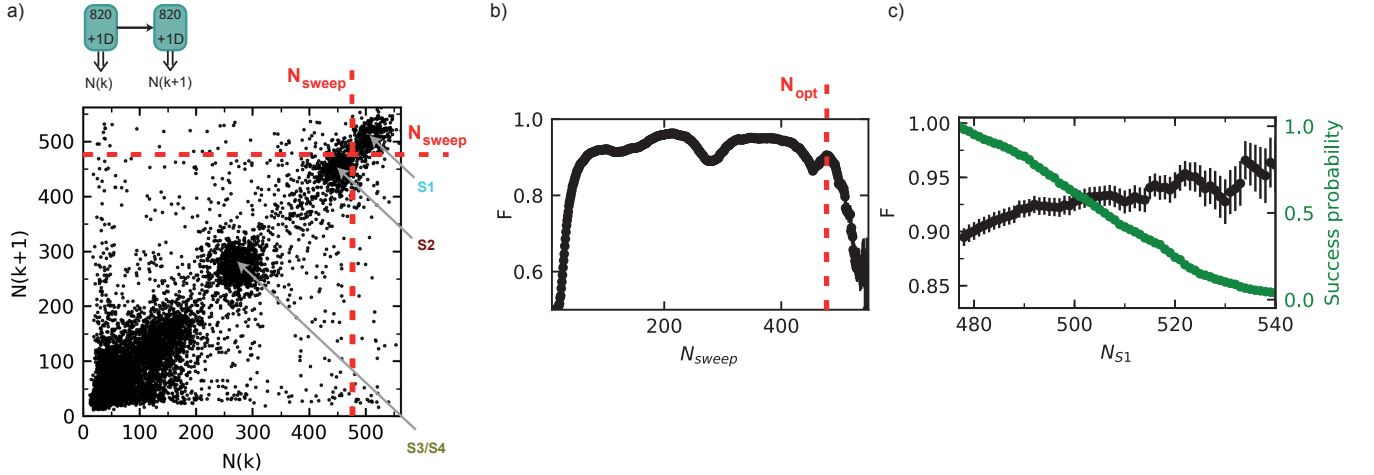 a)
820
+1D
820
+1D
N(k)
N(k+1)
N_sweep
N_sweep
500
400
300
200
100
0
N(k+1)
0
100
200
300
400
500
N(k)
S1
S2
S3/S4
b)
N_opt
1.0
0.8
0.6
F
200
400
N_sweep
c)
1.00
0.95
0.90
0.85
F
1.0
0.5
0.0
Success probability
480
500
520
540
N_S1